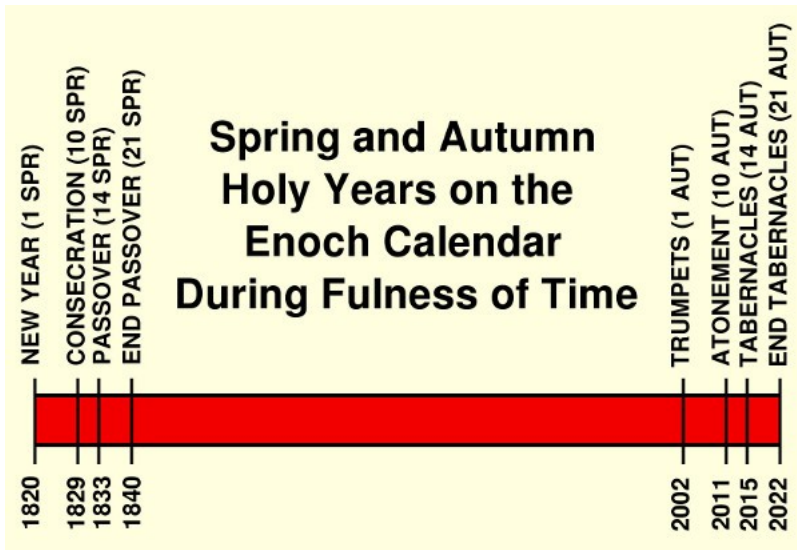 Spring and Autumn
Holy Years on the
Enoch Calendar
During Fulness of Time
NEW YEAR (1 SPR)
CONSECRATION (10 SPR)
PASSOVER (14 SPR)
END PASSOVER (21 SPR)
TRUMPETS (1 AUT)
ATONEMENT (10 AUT)
TABERNACLES (14 AUT)
END TABERNACLES (21 AUT)
1820
1829
1833
1840
2002
2011
2015
2022